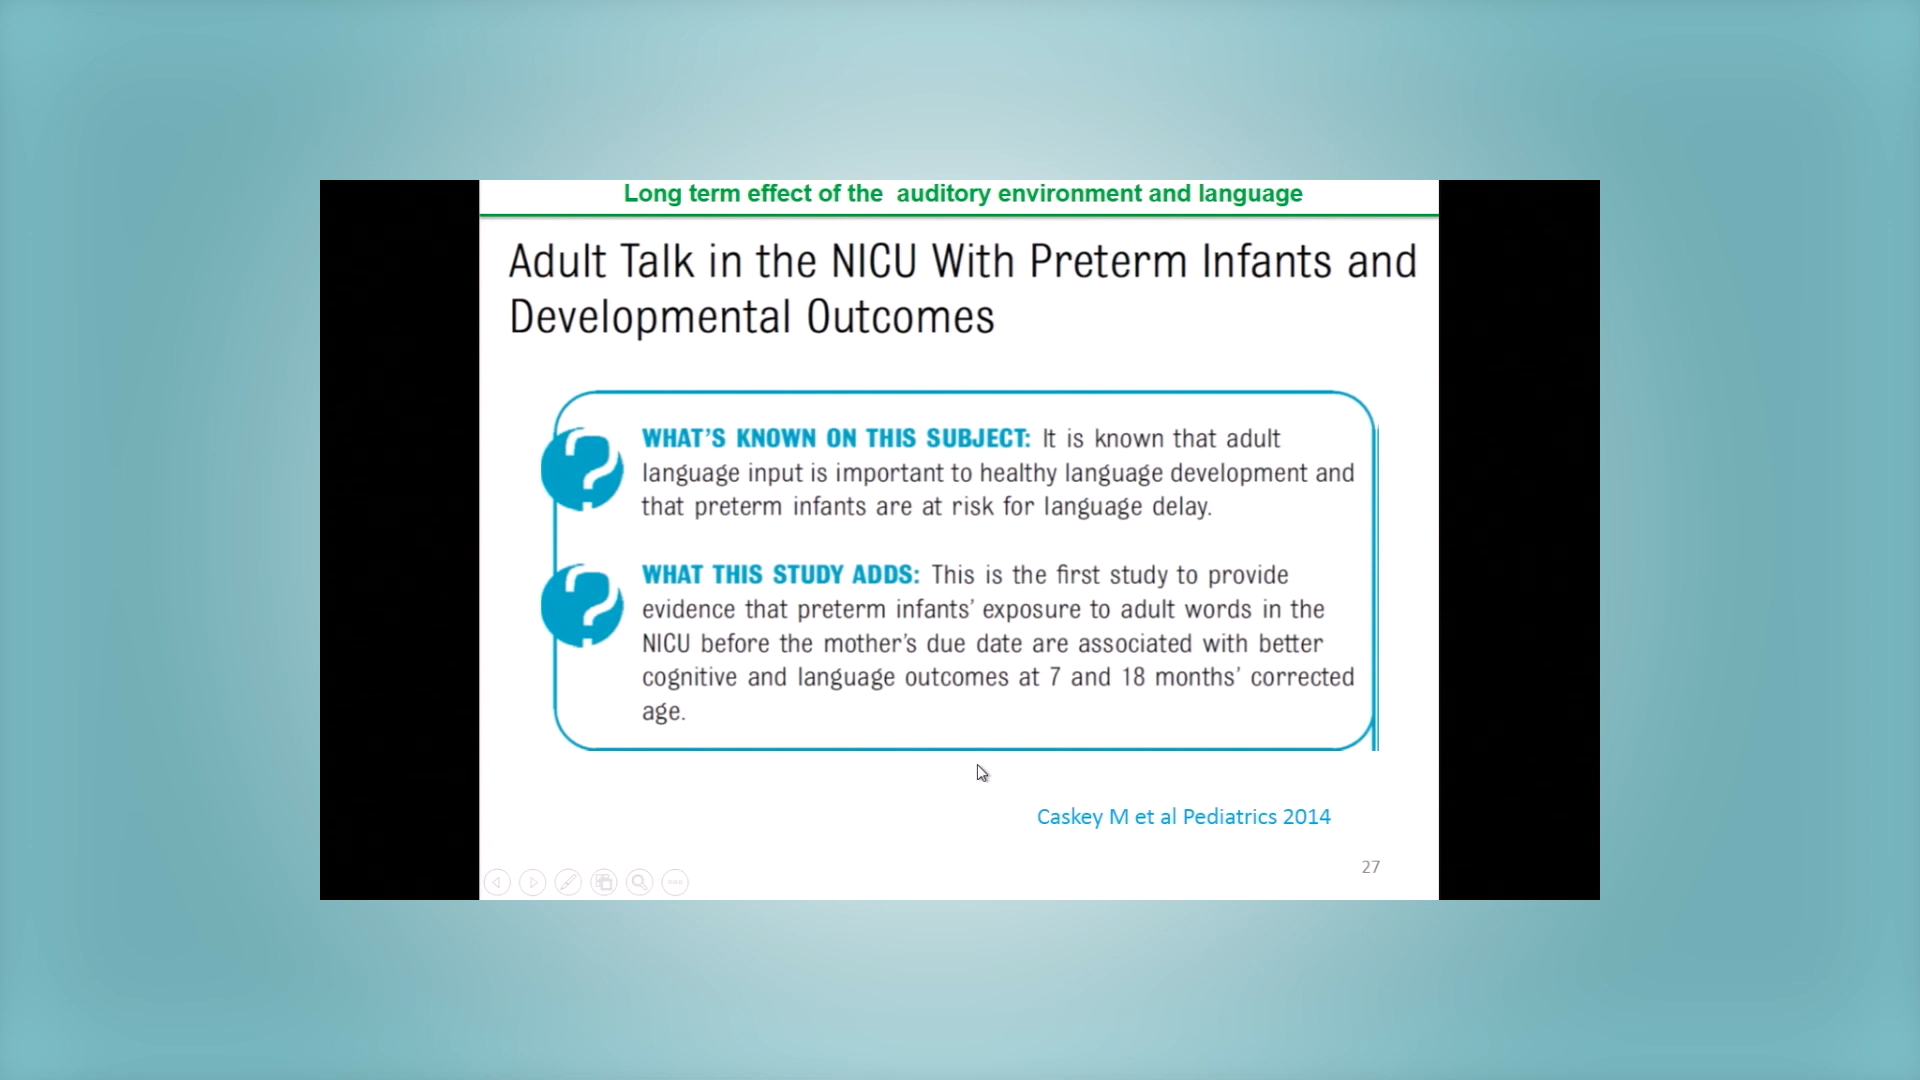 Long term effect of the auditory environment and language
Adult Talk in the NICU With Preterm Infants and
Developmental Outcomes
WHAT'S KNOWN ON THIS SUBJECT: It is known that adult
language input is important to healthy language development and
that preterm infants are at risk for language delay.
WHAT THIS STUDY ADDS: This is the first study to provide
evidence that preterm infants' exposure to adult words in the
NICU before the mother's due date are associated with better
cognitive and language outcomes at 7 and 18 months' corrected
age.
Caskey M et al Pediatrics 2014
27